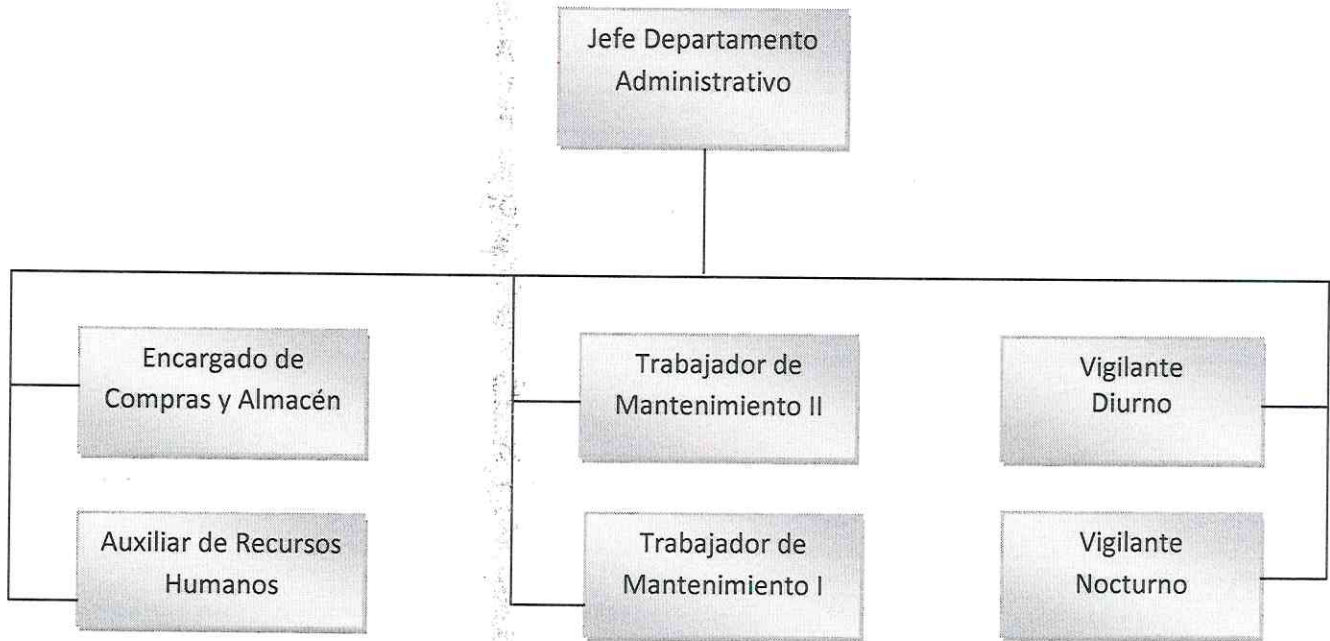 Jefe Departamento
Administrativo
Encargado de
Compras y Almacén
Trabajador de
Mantenimiento II
Vigilante
Diurno
Auxiliar de Recursos
Humanos
Trabajador de
Mantenimiento I
Vigilante
Nocturno